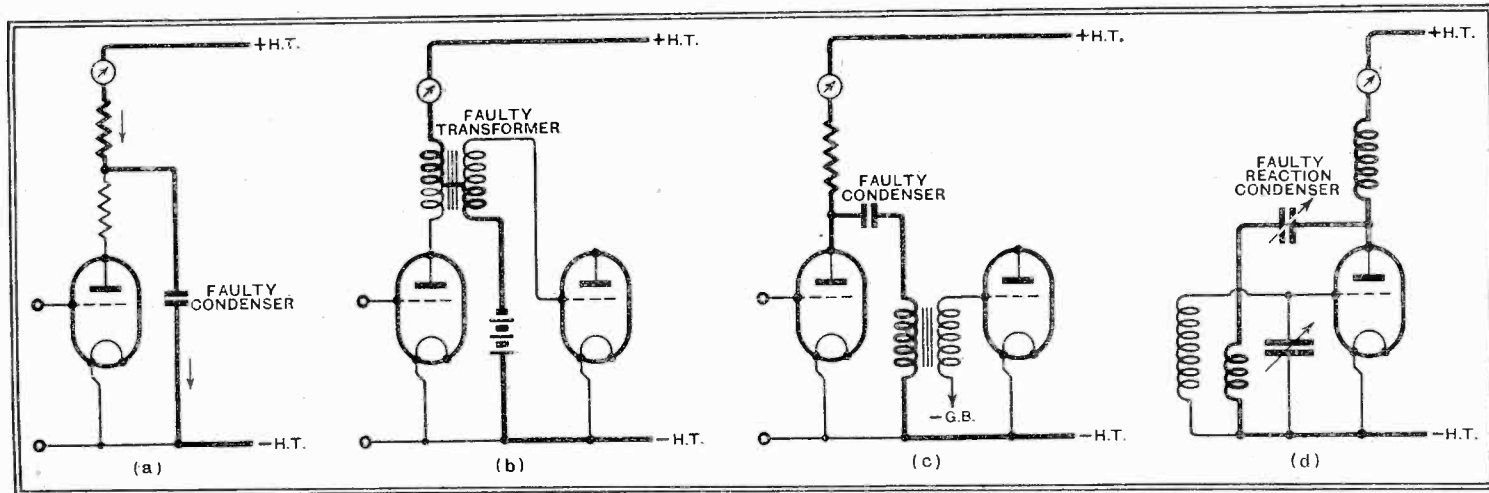 +H.T.
FAULTY
CONDENSER
-H.T.
(a)
+H.T.
FAULTY
TRANSFORMER
-H.T.
(b)
+H.T.
FAULTY
CONDENSER
-G.B.
-H.T.
(c)
+H.T.
FAULTY
REACTION
CONDENSER
-H.T.
(d)